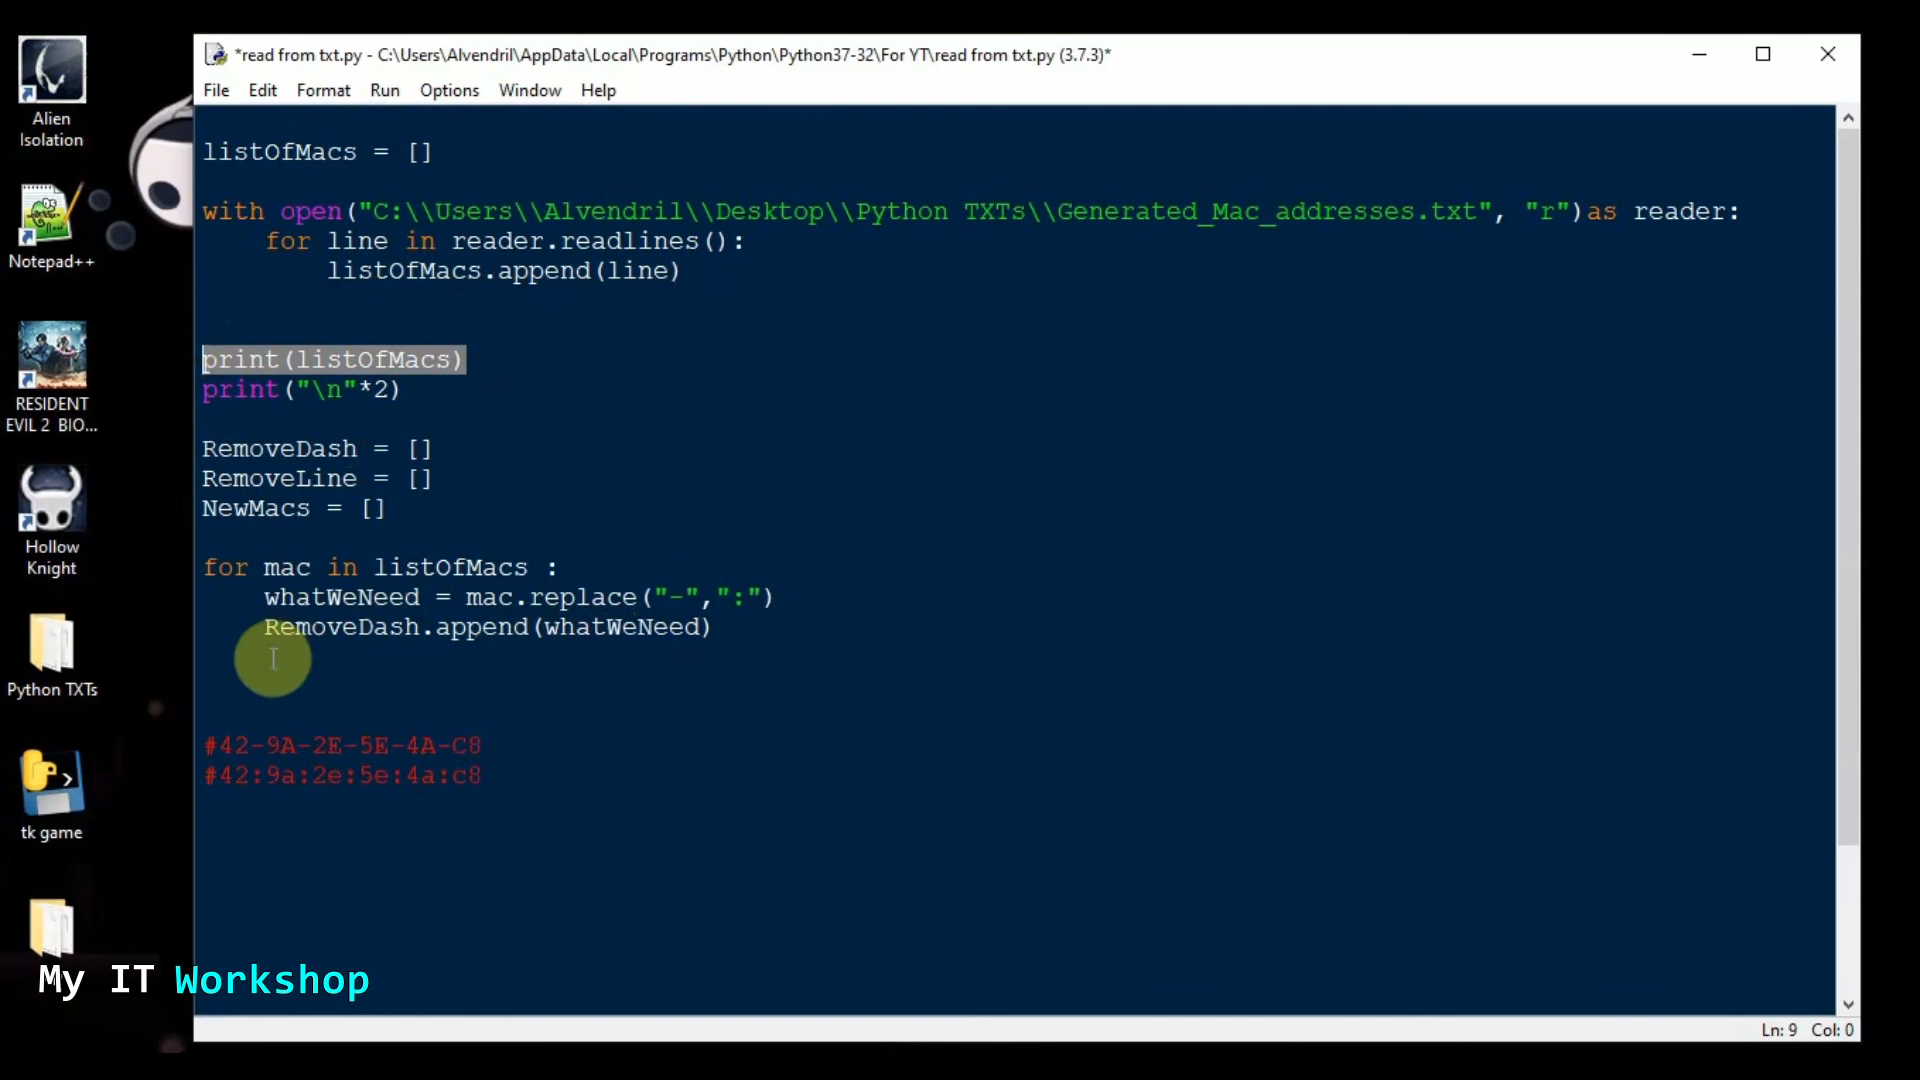 *read from txt.py - C:\Users\Alvendril\AppData\Local\Programs\Python\Python37-32\For YT\read from txt.py (3.7.3)*
File Edit Format Run Options Window Help
listOfMacs = []
with open("C:\\Users\\Alvendril\\Desktop\\Python TXTs\\Generated_Mac_addresses.txt", "r")as reader:
    for line in reader.readlines():
        listOfMacs.append(line)
print(listOfMacs)
print("\n"*2)
RemoveDash = []
RemoveLine = []
NewMacs = []
for mac in listOfMacs :
    whatWeNeed = mac.replace("-",":")
    RemoveDash.append(whatWeNeed)
#42-9A-2E-5E-4A-C8
#42:9a:2e:5e:4a:c8
Ln: 9 Col: 0
Alien
Isolation
Notepad++
RESIDENT
EVIL 2 BIO...
Hollow
Knight
Python TXTs
tk game
My IT Workshop